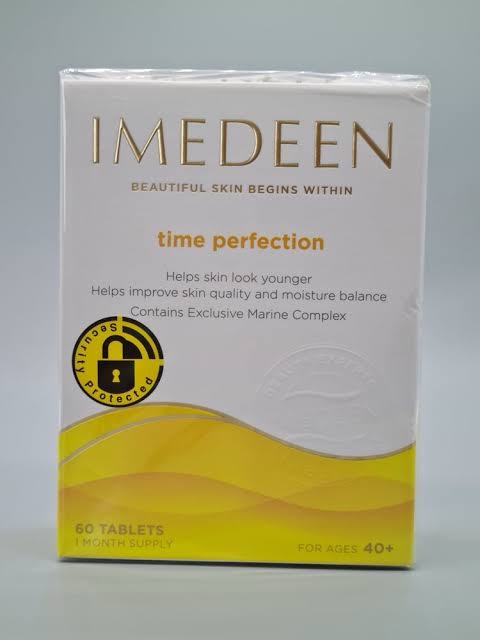 IMEDEEN
BEAUTIFUL SKIN BEGINS WITHIN
time perfection
Helps skin look younger
Helps improve skin quality and moisture balance
Contains Exclusive Marine Complex
Security Protected
60 TABLETS
1 MONTH SUPPLY
FOR AGES 40+